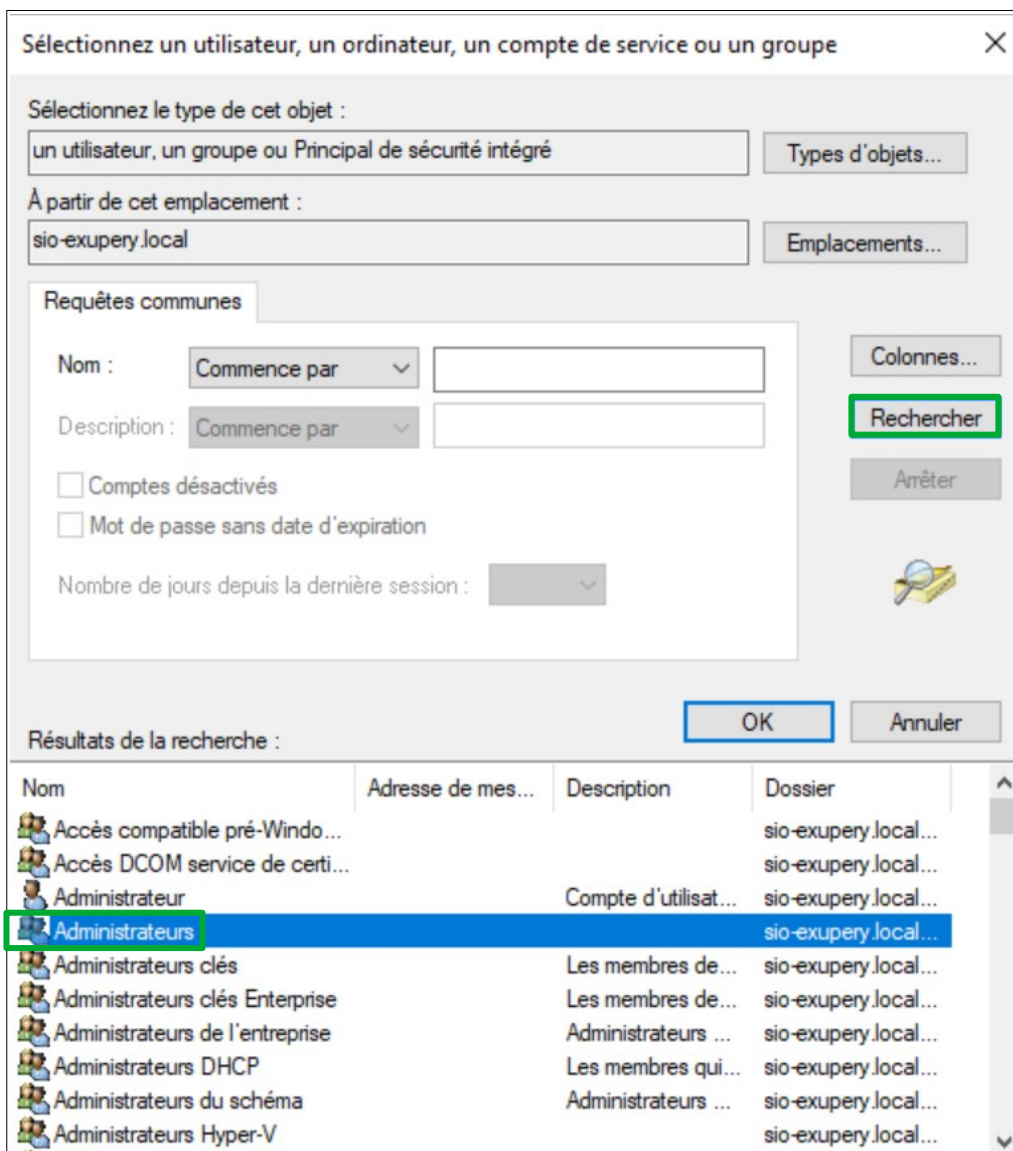 Sélectionnez un utilisateur, un ordinateur, un compte de service ou un groupe
Sélectionnez le type de cet objet :
un utilisateur, un groupe ou Principal de sécurité intégré
Types d'objets...
À partir de cet emplacement :
sio-exupery.local
Emplacements...
Requêtes communes
Nom :
Commence par
Colonnes...
Description :
Commence par
Rechercher
Comptes désactivés
Arrêter
Mot de passe sans date d'expiration
Nombre de jours depuis la dernière session :
OK
Annuler
Résultats de la recherche :
Nom Adresse de mes... Description Dossier
Accès compatible pré-Windo... sio-exupery.local...
Accès DCOM service de certi... sio-exupery.local...
Administrateur Compte d'utilisat... sio-exupery.local...
Administrateurs sio-exupery.local...
Administrateurs clés Les membres de... sio-exupery.local...
Administrateurs clés Enterprise Les membres de... sio-exupery.local...
Administrateurs de l'entreprise Administrateurs ... sio-exupery.local...
Administrateurs DHCP Les membres qui... sio-exupery.local...
Administrateurs du schéma Administrateurs ... sio-exupery.local...
Administrateurs Hyper-V sio-exupery.local...